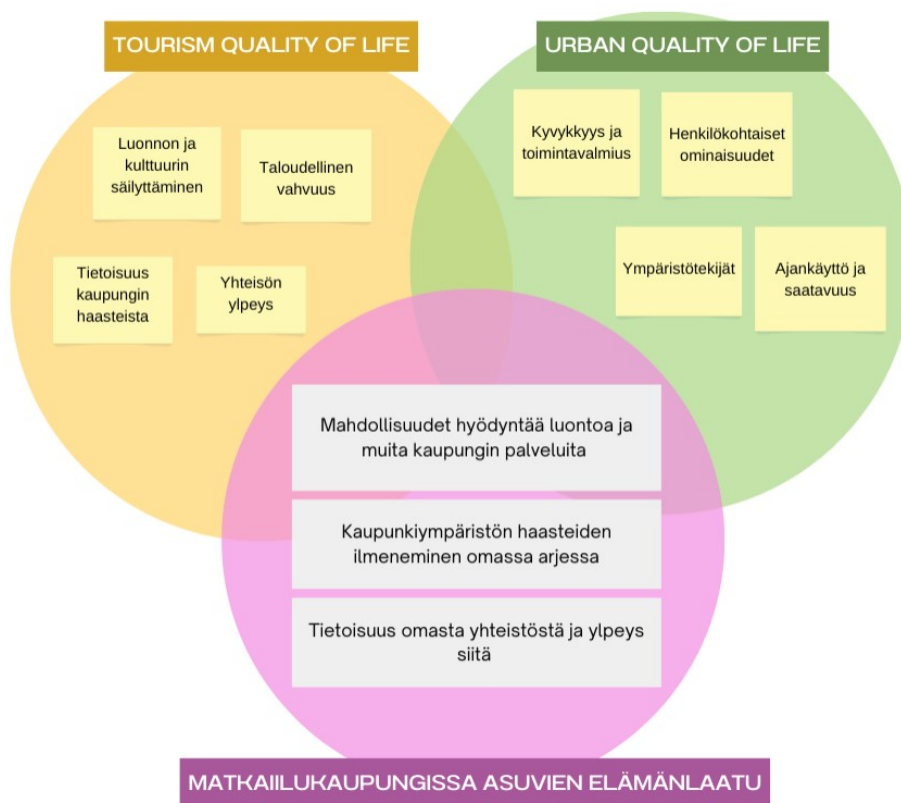 TOURISM QUALITY OF LIFE
URBAN QUALITY OF LIFE
Luonnon ja
kulttuurin
säilyttäminen
Taloudellinen
vahvuus
Tietoisuus
kaupungin
haasteista
Yhteisön
ylpeys
Kyvykkyys ja
toimintavalmius
Henkilökohtaiset
ominaisuudet
Ympäristötekijät
Ajankäyttö ja
saatavuus
Mahdollisuudet hyödyntää luontoa ja
muita kaupungin palveluita
Kaupunkiympäristön haasteiden
ilmeneminen omassa arjessa
Tietoisuus omasta yhteistöstä ja ylpeys
siitä
MATKAIILUKAUPUNGISSA ASUVIEN ELÄMÄNLAATU